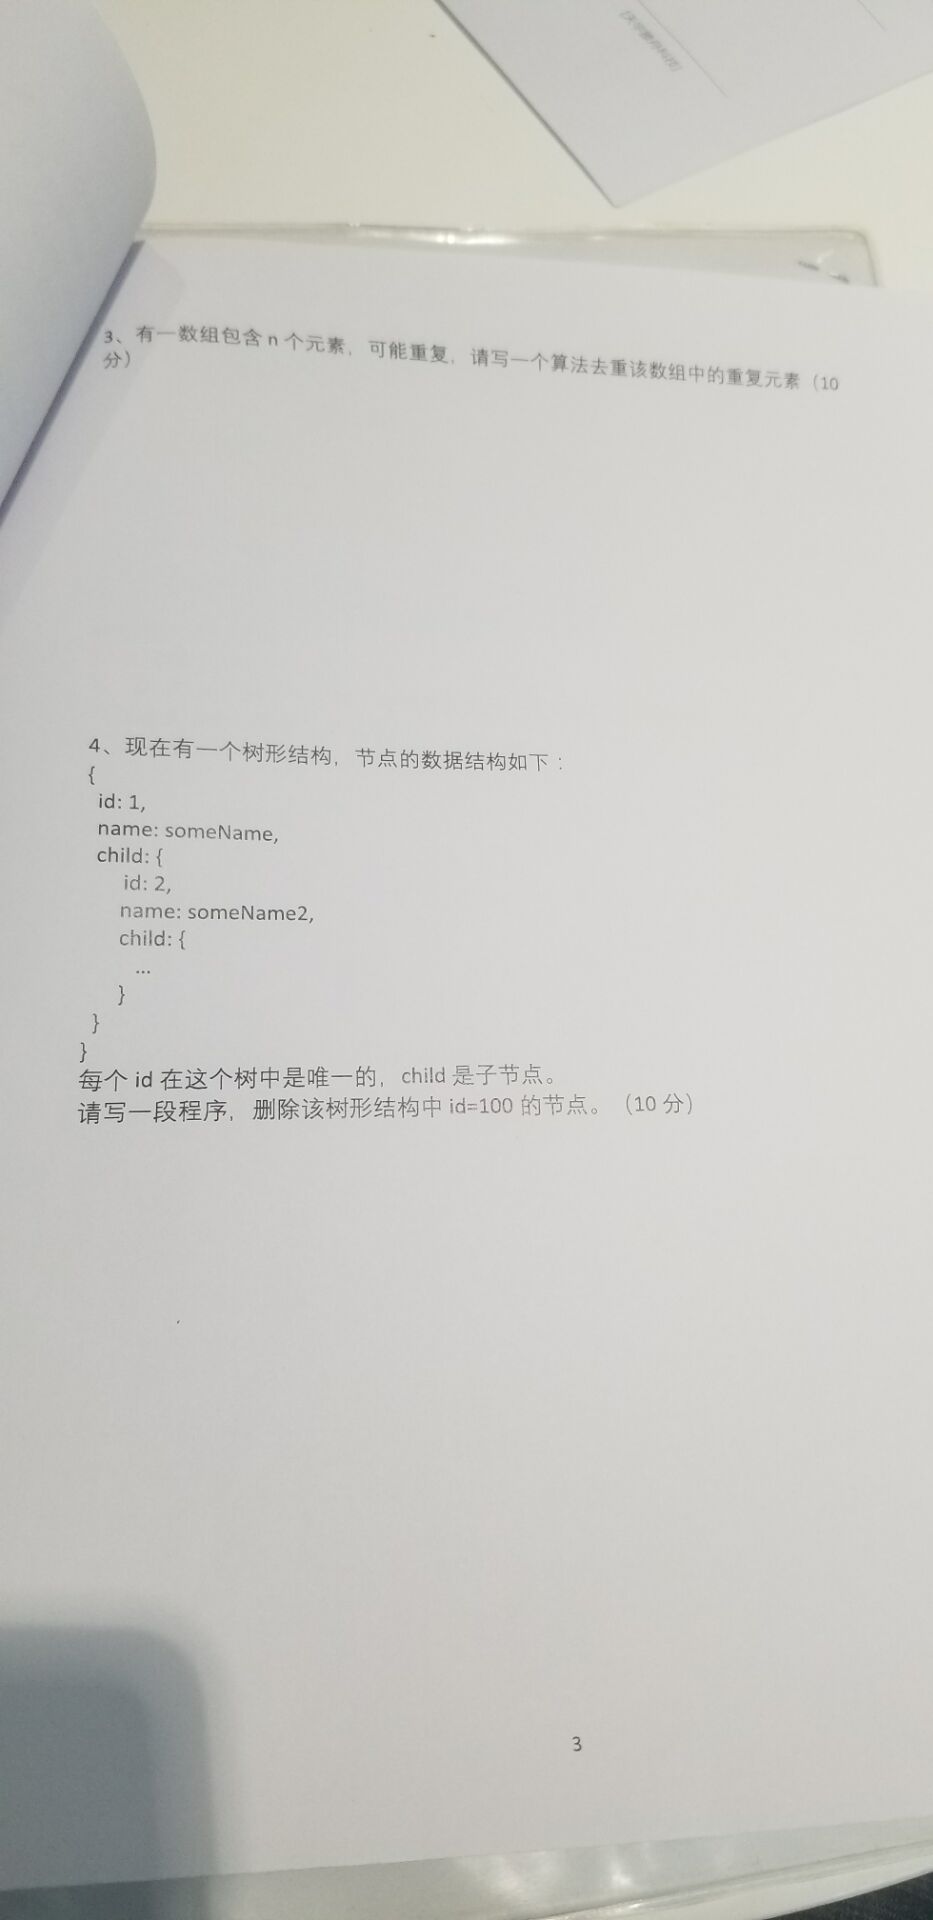 3、有一数组包含 n 个元素，可能重复，请写一个算法去重该数组中的重复元素（10
分）
4、现在有一个树形结构，节点的数据结构如下：
{
id: 1,
name: someName,
child: {
id: 2,
name: someName2,
child: {
...
}
}
}
每个 id 在这个树中是唯一的，child 是子节点。
请写一段程序，删除该树形结构中 id=100 的节点。（10 分）
3